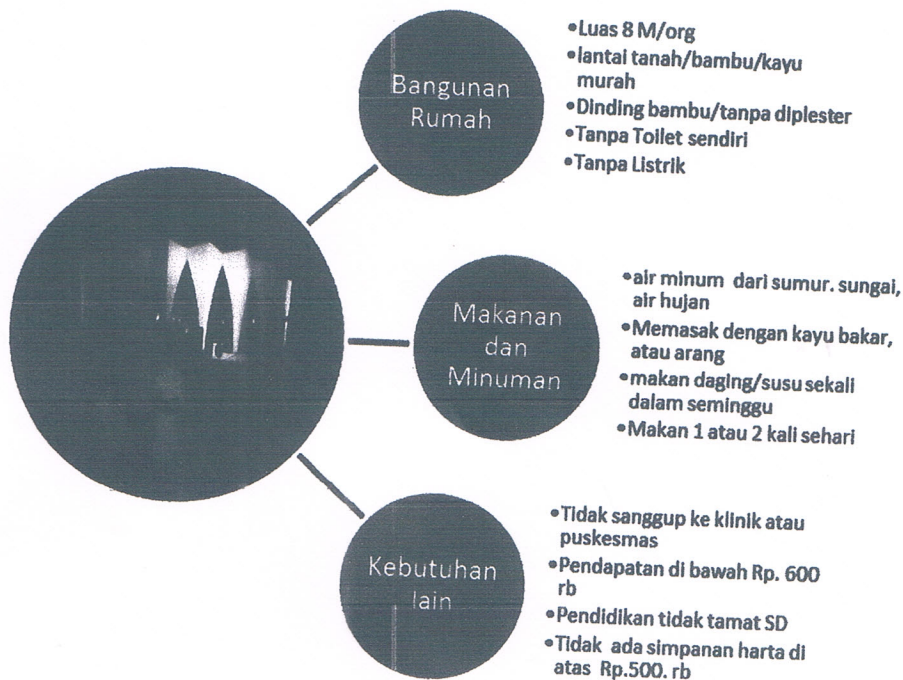 Bangunan
Rumah
•Luas 8 M/org
•lantai tanah/bambu/kayu
murah
•Dinding bambu/tanpa diplester
•Tanpa Toilet sendiri
•Tanpa Listrik
Makanan
dan
Minuman
•air minum dari sumur. sungai,
air hujan
•Memasak dengan kayu bakar,
atau arang
•makan daging/susu sekali
dalam seminggu
•Makan 1 atau 2 kali sehari
Kebutuhan
lain
•Tidak sanggup ke klinik atau
puskesmas
•Pendapatan di bawah Rp. 600
rb
•Pendidikan tidak tamat SD
•Tidak ada simpanan harta di
atas Rp.500. rb